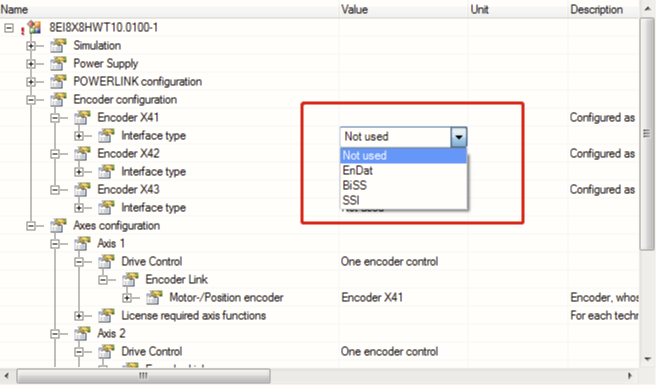 Name Value Unit Description
8EI8X8HWT10.0100-1
Simulation
Power Supply
POWERLINK configuration
Encoder configuration
Encoder X41 Configured as
Interface type Not used
Not used
Encoder X42 Configured as
EnDat
Interface type
BiSS
Encoder X43 Configured as
SSI
Interface type Not used
Axes configuration
Axis 1
Drive Control One encoder control
Encoder Link
Motor-/Position encoder Encoder X41 Encoder, whos
License required axis functions For each techr
Axis 2
Drive Control One encoder control
Encoder Link